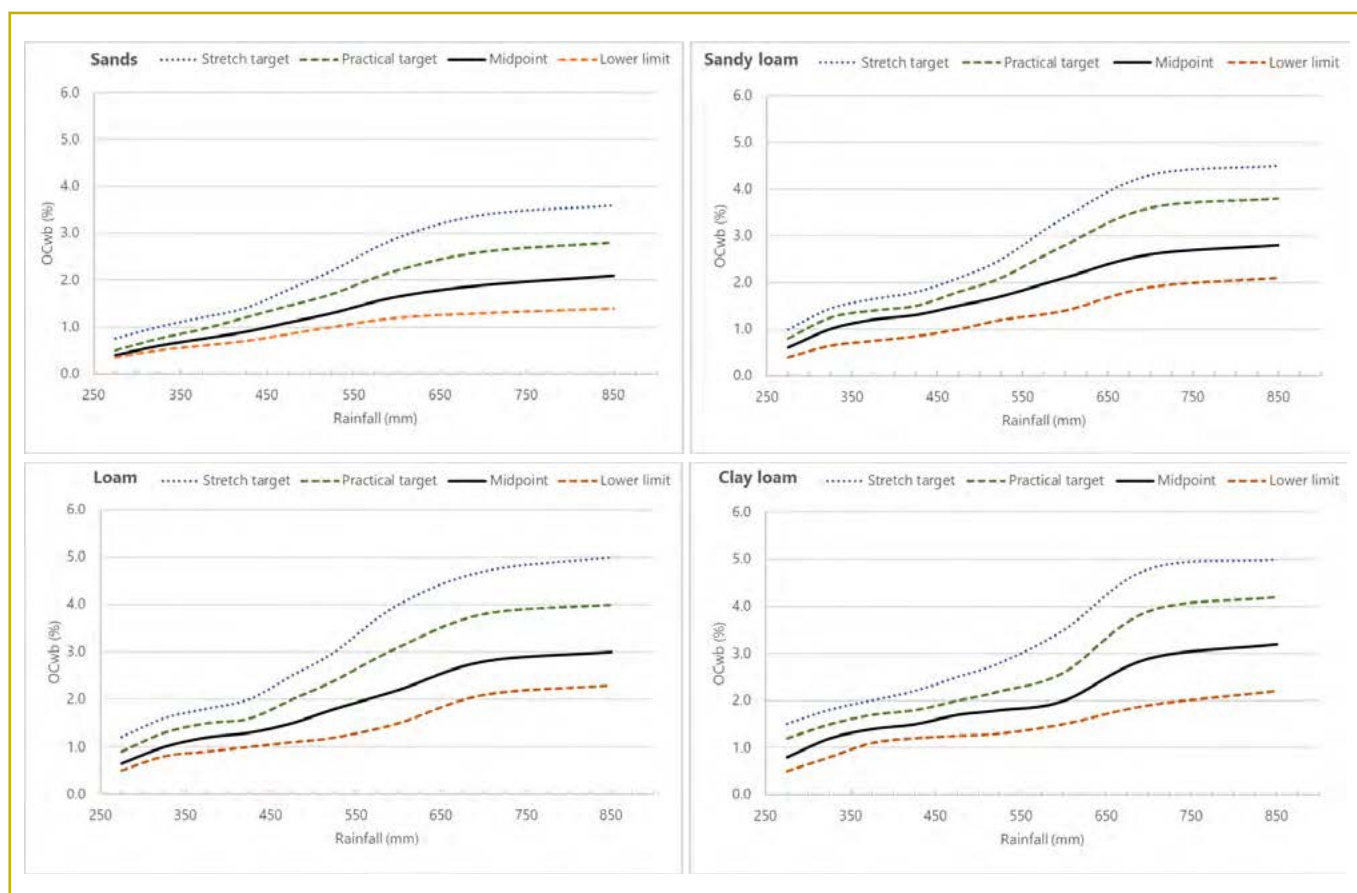 Sands Stretch target Practical target Midpoint Lower limit
6.0
5.0
4.0
3.0
2.0
1.0
0.0
OCwb (%)
250 350 450 550 650 750 850
Rainfall (mm)
Sandy loam Stretch target Practical target Midpoint Lower limit
6.0
5.0
4.0
3.0
2.0
1.0
0.0
OCwb (%)
250 350 450 550 650 750 850
Rainfall (mm)
Loam Stretch target Practical target Midpoint Lower limit
6.0
5.0
4.0
3.0
2.0
1.0
0.0
OCwb (%)
250 350 450 550 650 750 850
Rainfall (mm)
Clay loam Stretch target Practical target Midpoint Lower limit
6.0
5.0
4.0
3.0
2.0
1.0
0.0
OCwb (%)
250 350 450 550 650 750 850
Rainfall (mm)